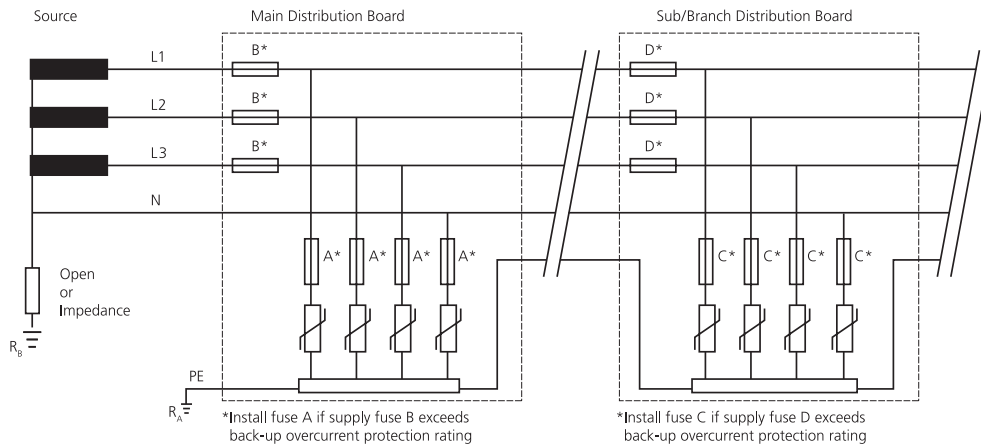 Source
Main Distribution Board
Sub/Branch Distribution Board
L1
B*
D*
L2
B*
D*
L3
B*
D*
N
A*
A*
A*
A*
C*
C*
C*
C*
Open
or
Impedance
RB
PE
RA
*Install fuse A if supply fuse B exceeds
back-up overcurrent protection rating
*Install fuse C if supply fuse D exceeds
back-up overcurrent protection rating